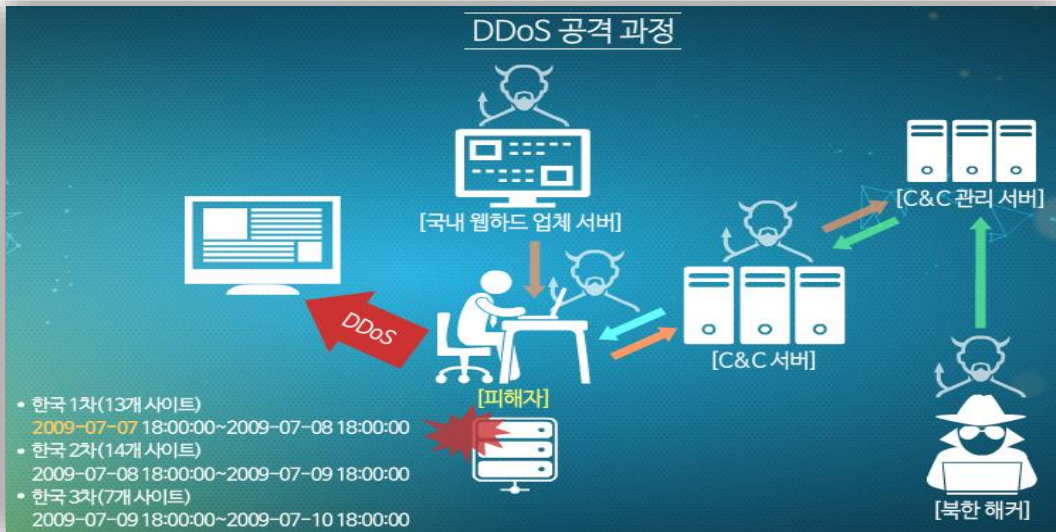 DDoS 공격 과정
[국내 웹하드 업체 서버]
[C&C 관리 서버]
DDoS
[C&C 서버]
[피해자]
• 한국 1차(13개 사이트)
2009-07-07 18:00:00~2009-07-08 18:00:00
• 한국 2차(14개 사이트)
2009-07-08 18:00:00~2009-07-09 18:00:00
• 한국 3차(7개 사이트)
2009-07-09 18:00:00~2009-07-10 18:00:00
[북한 해커]